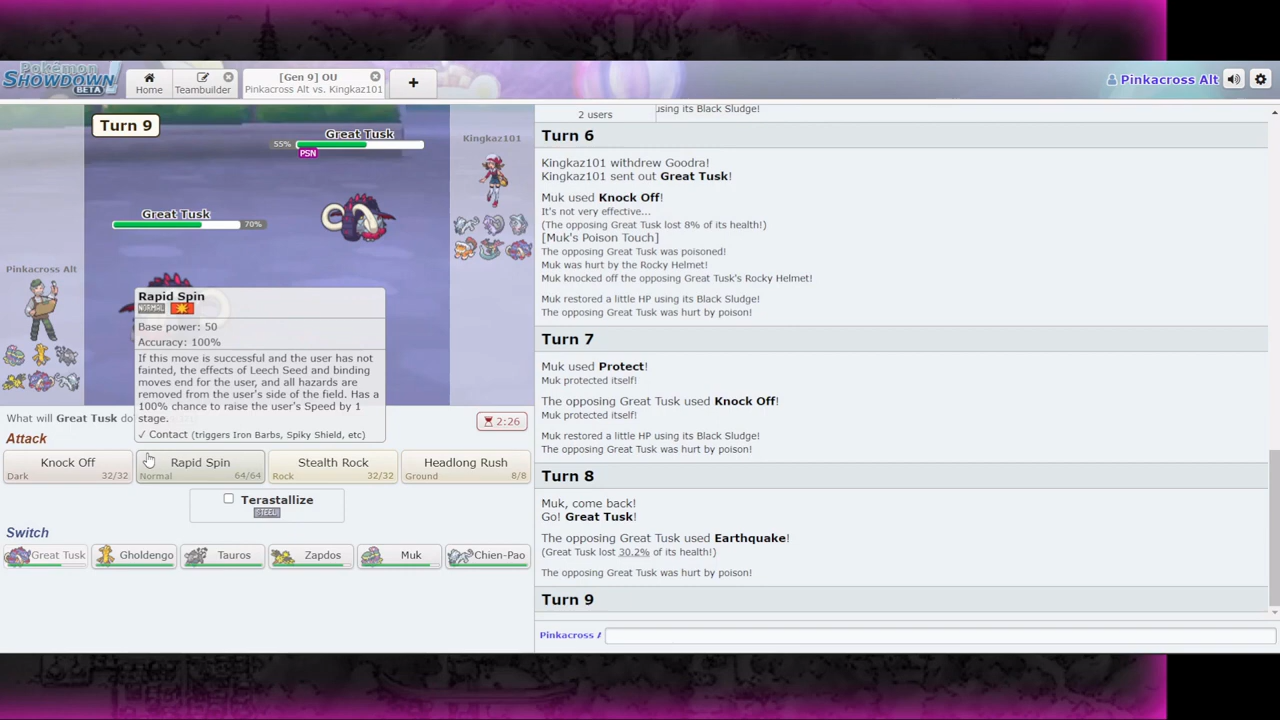 Pokémon
SHOWDOWN
BETA
Home
Teambuilder
[Gen 9] OU
Pinkacross Alt vs. Kingkaz101
+
Pinkacross Alt
Turn 9
Great Tusk
55%
PSN
Kingkaz101
Great Tusk
70%
Pinkacross Alt
Rapid Spin
NORMAL
Base power: 50
Accuracy: 100%
If this move is successful and the user has not
fainted, the effects of Leech Seed and binding
moves end for the user, and all hazards are
removed from the user's side of the field. Has a
100% chance to raise the user's Speed by 1
stage.
✓ Contact (triggers Iron Barbs, Spiky Shield, etc)
What will Great Tusk do
2:26
Attack
Knock Off
Dark 32/32
Rapid Spin
Normal 64/64
Stealth Rock
Rock 32/32
Headlong Rush
Ground 8/8
Terastallize
STEEL
Switch
Great Tusk
Gholdengo
Tauros
Zapdos
Muk
Chien-Pao
2 users
using its Black Sludge!
Turn 6
Kingkaz101 withdrew Goodra!
Kingkaz101 sent out Great Tusk!
Muk used Knock Off!
It's not very effective...
(The opposing Great Tusk lost 8% of its health!)
[Muk's Poison Touch]
The opposing Great Tusk was poisoned!
Muk was hurt by the Rocky Helmet!
Muk knocked off the opposing Great Tusk's Rocky Helmet!
Muk restored a little HP using its Black Sludge!
The opposing Great Tusk was hurt by poison!
Turn 7
Muk used Protect!
Muk protected itself!
The opposing Great Tusk used Knock Off!
Muk protected itself!
Muk restored a little HP using its Black Sludge!
The opposing Great Tusk was hurt by poison!
Turn 8
Muk, come back!
Go! Great Tusk!
The opposing Great Tusk used Earthquake!
(Great Tusk lost 30.2% of its health!)
The opposing Great Tusk was hurt by poison!
Turn 9
Pinkacross A